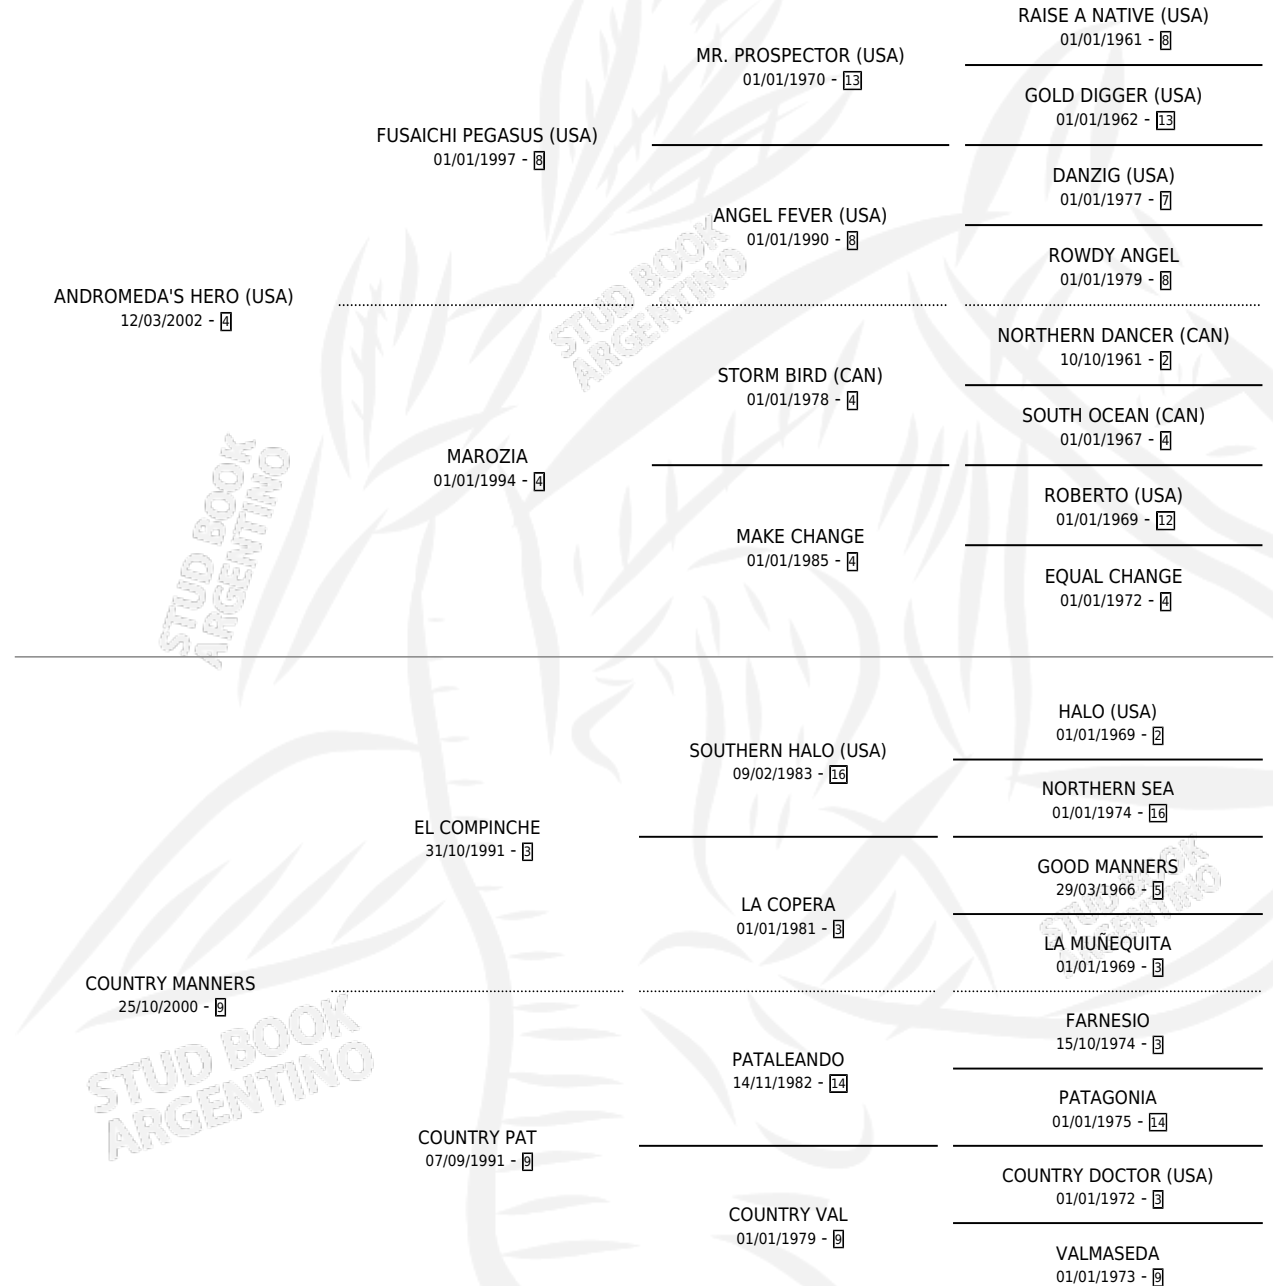 RAISE A NATIVE (USA)
01/01/1961 - 8
MR. PROSPECTOR (USA)
01/01/1970 - 13
GOLD DIGGER (USA)
01/01/1962 - 13
FUSAICHI PEGASUS (USA)
01/01/1997 - 8
DANZIG (USA)
01/01/1977 - 7
ANGEL FEVER (USA)
01/01/1990 - 8
ROWDY ANGEL
01/01/1979 - 8
ANDROMEDA'S HERO (USA)
12/03/2002 - 4
NORTHERN DANCER (CAN)
10/10/1961 - 2
STORM BIRD (CAN)
01/01/1978 - 4
SOUTH OCEAN (CAN)
01/01/1967 - 4
MAROZIA
01/01/1994 - 4
ROBERTO (USA)
01/01/1969 - 12
MAKE CHANGE
01/01/1985 - 4
EQUAL CHANGE
01/01/1972 - 4
HALO (USA)
01/01/1969 - 2
SOUTHERN HALO (USA)
09/02/1983 - 16
NORTHERN SEA
01/01/1974 - 16
EL COMPINCHE
31/10/1991 - 3
GOOD MANNERS
29/03/1966 - 5
LA COPERA
01/01/1981 - 3
LA MUÑEQUITA
01/01/1969 - 3
COUNTRY MANNERS
25/10/2000 - 9
FARNESIO
15/10/1974 - 3
PATALEANDO
14/11/1982 - 14
PATAGONIA
01/01/1975 - 14
COUNTRY PAT
07/09/1991 - 9
COUNTRY DOCTOR (USA)
01/01/1972 - 3
COUNTRY VAL
01/01/1979 - 9
VALMASEDA
01/01/1973 - 9
STUD BOOK
ARGENTINO
STUD BOOK
ARGENTINO
STUD BOOK
ARGENTINO
STUD BOOK
ARGENTINO